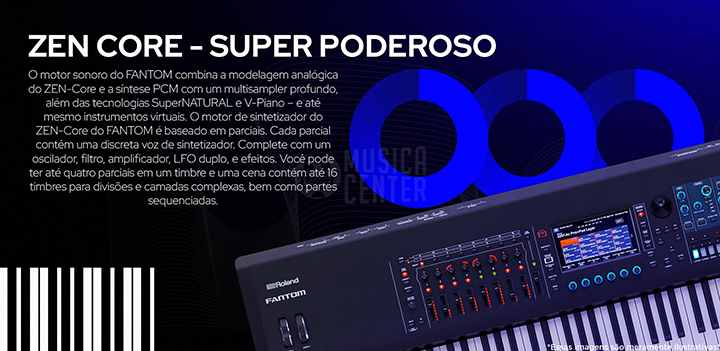 ZEN CORE - SUPER PODEROSO
O motor sonoro do FANTOM combina a modelagem analógica
do ZEN-Core e a síntese PCM com um multisampler profundo,
além das tecnologias SuperNATURAL e V-Piano – e até
mesmo instrumentos virtuais. O motor de sintetizador do
ZEN-Core do FANTOM é baseado em parciais. Cada parcial
contém uma discreta voz de sintetizador. Complete com um
oscilador, filtro, amplificador, LFO duplo, e efeitos. Você pode
ter até quatro parciais em um timbre e uma cena contém até 16
timbres para divisões e camadas complexas, bem como partes
sequenciadas.
MUSICAL
CENTER
Roland
FANTOM
*Essas imagens são meramente ilustrativas*